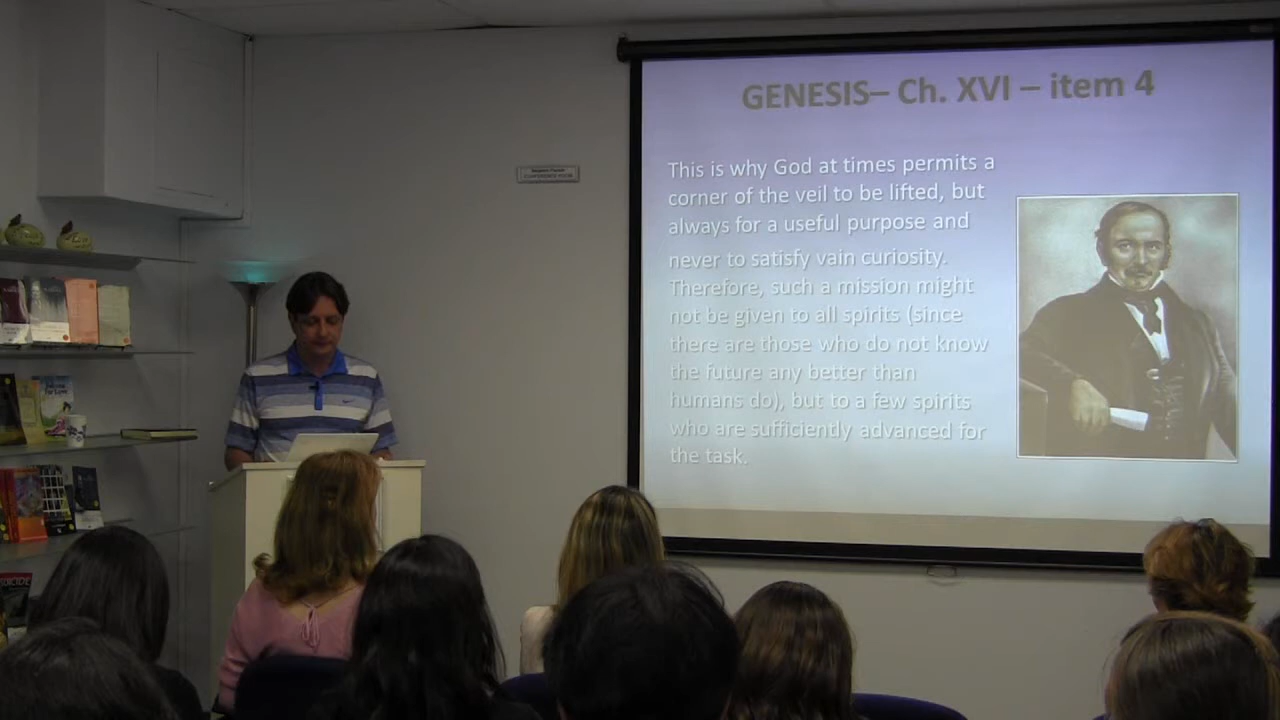 GENESIS– Ch. XVI – item 4
This is why God at times permits a
corner of the veil to be lifted, but
always for a useful purpose and
never to satisfy vain curiosity.
Therefore, such a mission might
not be given to all spirits (since
there are those who do not know
the future any better than
humans do), but to a few spirits
who are sufficiently advanced for
the task.
CONFERENCE ROOM